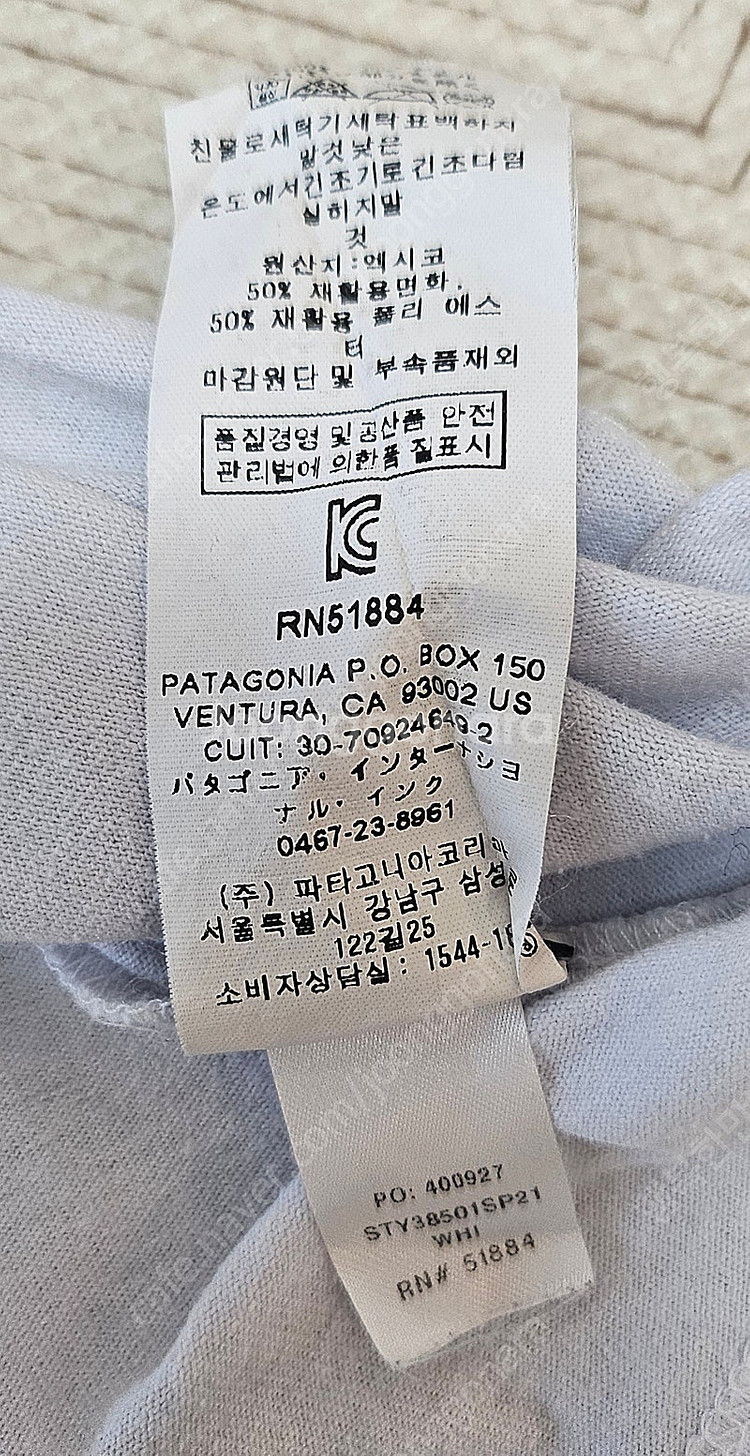 친물로세탁기세탁표백하지
말것낮은
온도에서긴조기로긴조다림
실히지말
것
원산지:멕시코
50% 재활용면화.
50% 재활용 폴리 에스
터
마감원단 및 부속품재외
품질경영 및공산품 안전
관리법에 의한품 질표시
KC
RN51884
PATAGONIA P.O. BOX 150
VENTURA, CA 93002 US
CUIT: 30-70924649-2
パタゴニア・インターナショ
ナル・インク
0467-23-8961
(주) 파타고니아코리아
서울특별시 강남구 삼성
122길25
소비자상담실: 1544-1
PO: 400927
STY38501SP21
WHI
RN# 51884